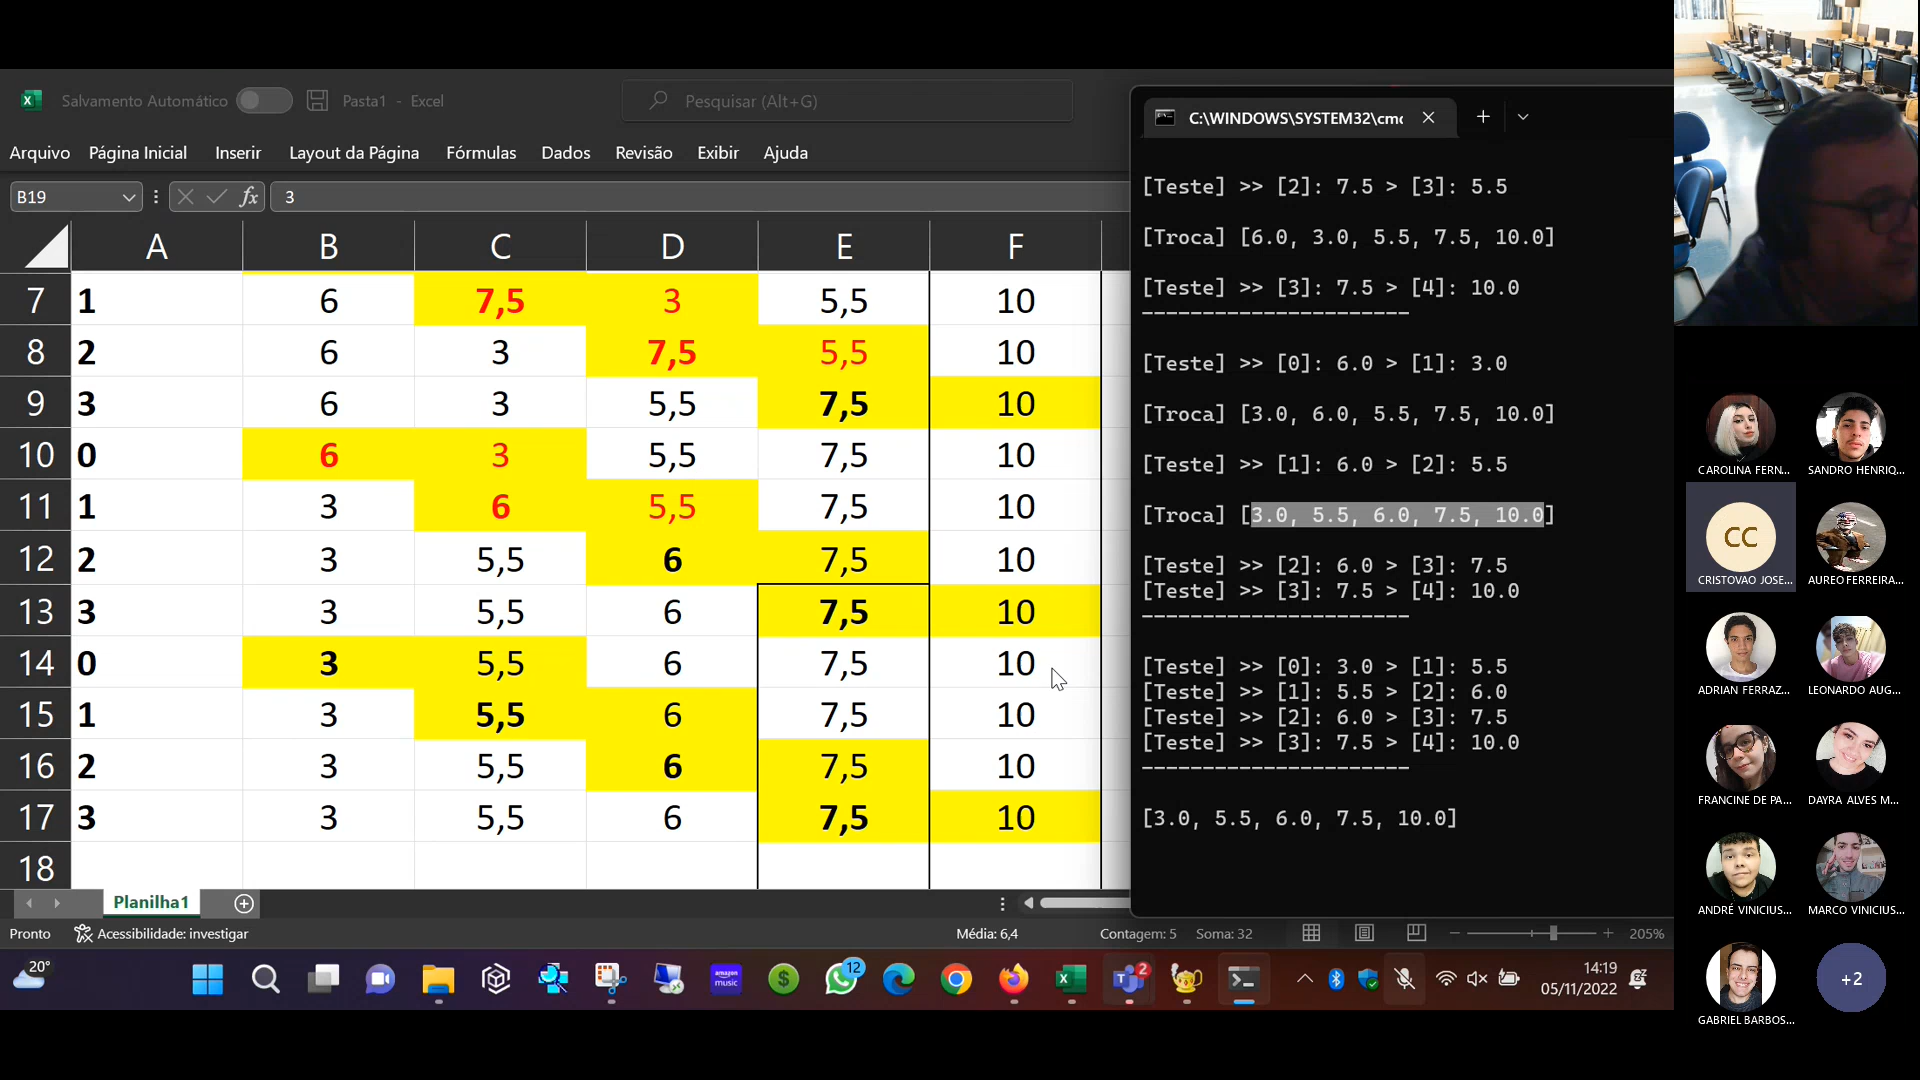 Salvamento Automático
Pasta1 - Excel
Pesquisar (Alt+G)
Arquivo Página Inicial Inserir Layout da Página Fórmulas Dados Revisão Exibir Ajuda
B19
fx
3
A B C D E F
7 1 6 7,5 3 5,5 10
8 2 6 3 7,5 5,5 10
9 3 6 3 5,5 7,5 10
10 0 6 3 5,5 7,5 10
11 1 3 6 5,5 7,5 10
12 2 3 5,5 6 7,5 10
13 3 3 5,5 6 7,5 10
14 0 3 5,5 6 7,5 10
15 1 3 5,5 6 7,5 10
16 2 3 5,5 6 7,5 10
17 3 3 5,5 6 7,5 10
18
Planilha1
Pronto
Acessibilidade: investigar
Média: 6,4
Contagem: 5
Soma: 32
205%
C:\WINDOWS\SYSTEM32\cmd
[Teste] >> [2]: 7.5 > [3]: 5.5
[Troca] [6.0, 3.0, 5.5, 7.5, 10.0]
[Teste] >> [3]: 7.5 > [4]: 10.0
----------------------
[Teste] >> [0]: 6.0 > [1]: 3.0
[Troca] [3.0, 6.0, 5.5, 7.5, 10.0]
[Teste] >> [1]: 6.0 > [2]: 5.5
[Troca] [3.0, 5.5, 6.0, 7.5, 10.0]
[Teste] >> [2]: 6.0 > [3]: 7.5
[Teste] >> [3]: 7.5 > [4]: 10.0
----------------------
[Teste] >> [0]: 3.0 > [1]: 5.5
[Teste] >> [1]: 5.5 > [2]: 6.0
[Teste] >> [2]: 6.0 > [3]: 7.5
[Teste] >> [3]: 7.5 > [4]: 10.0
----------------------
[3.0, 5.5, 6.0, 7.5, 10.0]
20°
amazon
music
$
12
2
14:19
05/11/2022
CAROLINA FERN...
SANDRO HENRIQ...
CC
CRISTOVAO JOSE...
AUREO FERREIRA...
ADRIAN FERRAZ...
LEONARDO AUG...
FRANCINE DE PA...
DAYRA ALVES M...
ANDRÉ VINICIUS...
MARCO VINICIUS...
GABRIEL BARBOS...
+2